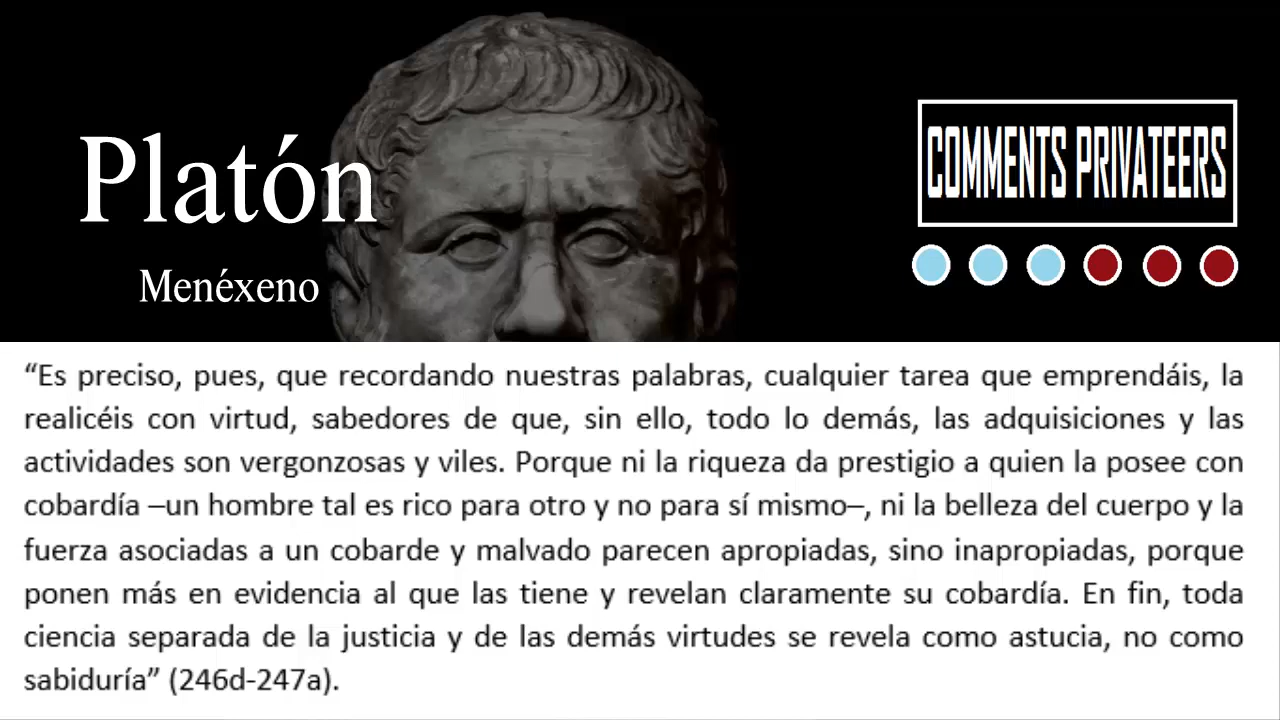 Platón
Menéxeno
COMMENTS PRIVATEERS
“Es preciso, pues, que recordando nuestras palabras, cualquier tarea que emprendáis, la
realicéis con virtud, sabedores de que, sin ello, todo lo demás, las adquisiciones y las
actividades son vergonzosas y viles. Porque ni la riqueza da prestigio a quien la posee con
cobardía –un hombre tal es rico para otro y no para sí mismo–, ni la belleza del cuerpo y la
fuerza asociadas a un cobarde y malvado parecen apropiadas, sino inapropiadas, porque
ponen más en evidencia al que las tiene y revelan claramente su cobardía. En fin, toda
ciencia separada de la justicia y de las demás virtudes se revela como astucia, no como
sabiduría” (246d-247a).